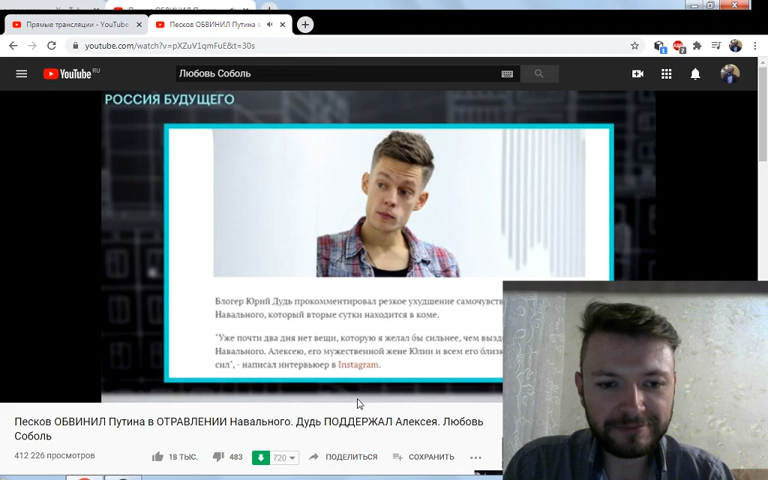 Прямые трансляции - YouTube
Песков ОБВИНИЛ Путина в
youtube.com/watch?v=pXZuV1qmFuE&t=30s
YouTube RU
Любовь Соболь
РОССИЯ БУДУЩЕГО
Блогер Юрий Дудь прокомментировал резкое ухудшение самочувств
Навального, который вторые сутки находится в коме.
"Уже почти два дня нет вещи, которую я желал бы сильнее, чем выздо
Навального. Алексею, его мужественной жене Юлии и всем его близк
сил", - написал интервьюер в Instagram.
Песков ОБВИНИЛ Путина в ОТРАВЛЕНИИ Навального. Дудь ПОДДЕРЖАЛ Алексея. Любовь
Соболь
412 226 просмотров
18 ТЫС.
483
720
ПОДЕЛИТЬСЯ
СОХРАНИТЬ